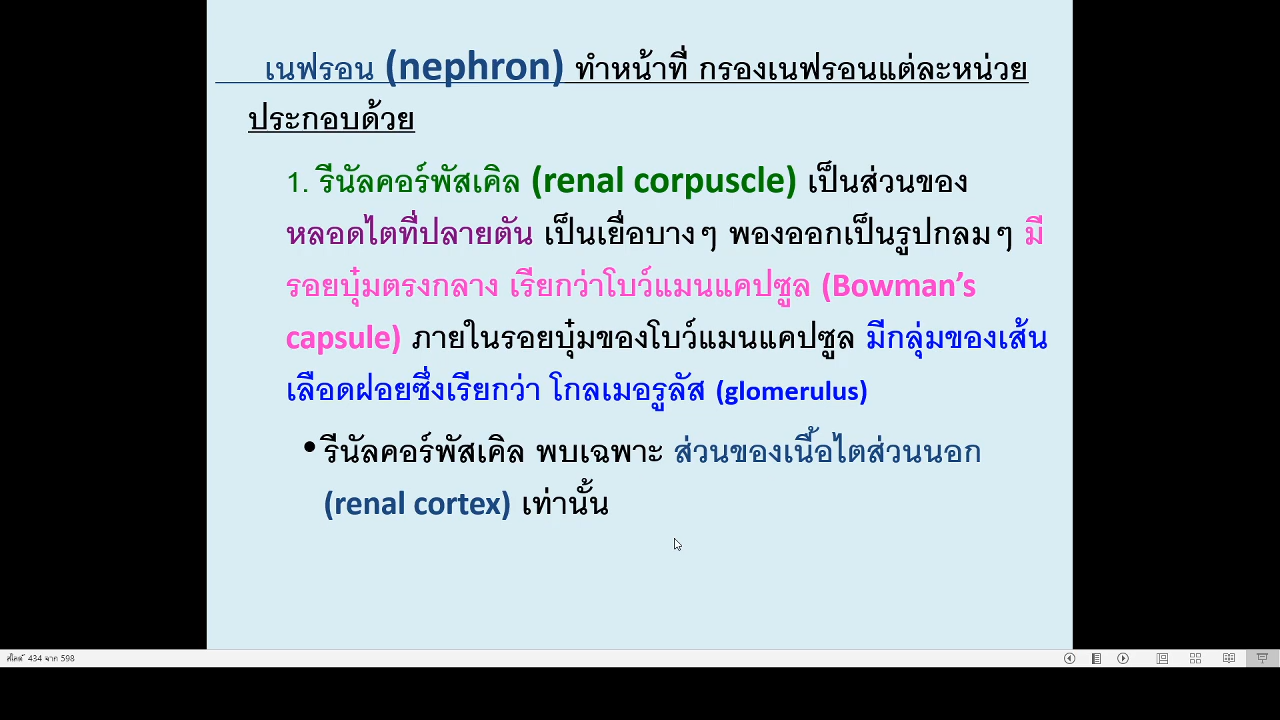 เนฟรอน (nephron) ทำหน้าที่ กรองเนฟรอนแต่ละหน่วย
ประกอบด้วย
1. รีนัลคอร์พัสเคิล (renal corpuscle) เป็นส่วนของ
หลอดไตที่ปลายตัน เป็นเยื่อบางๆ พองออกเป็นรูปกลมๆ มี
รอยบุ๋มตรงกลาง เรียกว่าโบว์แมนแคปซูล (Bowman’s
capsule) ภายในรอยบุ๋มของโบว์แมนแคปซูล มีกลุ่มของเส้น
เลือดฝอยซึ่งเรียกว่า โกลเมอรูลัส (glomerulus)
• รีนัลคอร์พัสเคิล พบเฉพาะ ส่วนของเนื้อไตส่วนนอก
(renal cortex) เท่านั้น
สไลด์ 434 จาก 598